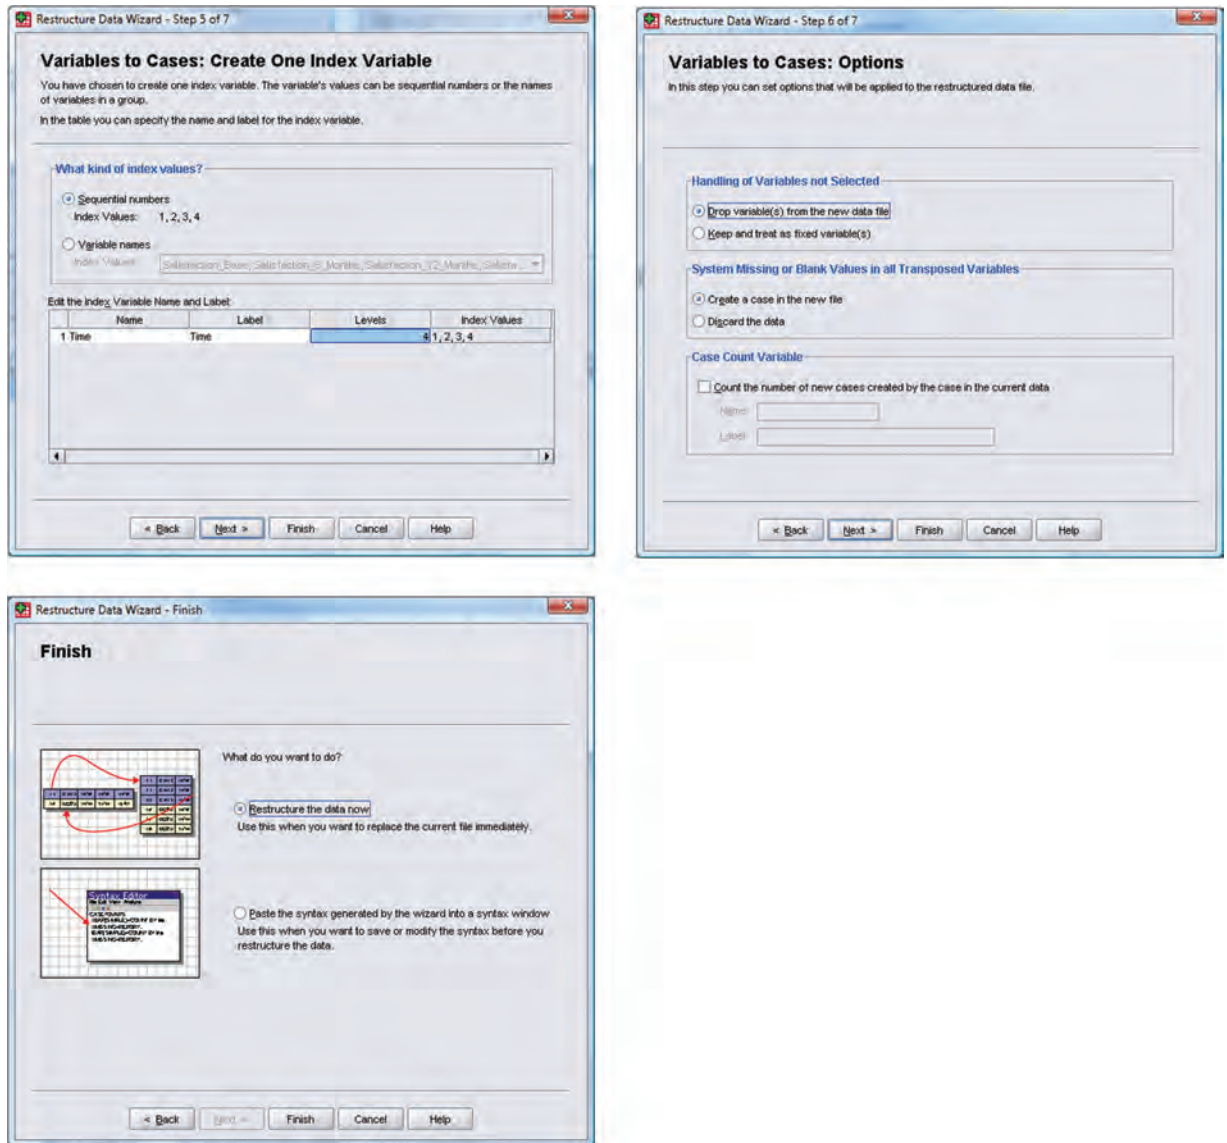 Restructure Data Wizard - Step 5 of 7
Variables to Cases: Create One Index Variable
You have chosen to create one index variable. The variable's values can be sequential numbers or the names
of variables in a group.
In the table you can specify the name and label for the index variable.
What kind of index values?
Sequential numbers
Index Values: 1, 2, 3, 4
Variable names
Index Values:
Edit the Index Variable Name and Label:
Name Label Levels Index Values
1 Time Time 4 1, 2, 3, 4
< Back Next > Finish Cancel Help
Restructure Data Wizard - Step 6 of 7
Variables to Cases: Options
In this step you can set options that will be applied to the restructured data file.
Handling of Variables not Selected
Drop variable(s) from the new data file
Keep and treat as fixed variable(s)
System Missing or Blank Values in all Transposed Variables
Create a case in the new file
Discard the data
Case Count Variable
Count the number of new cases created by the case in the current data
Name:
Label:
< Back Next > Finish Cancel Help
Restructure Data Wizard - Finish
Finish
What do you want to do?
Restructure the data now
Use this when you want to replace the current file immediately.
Syntax Editor
Paste the syntax generated by the wizard into a syntax window
Use this when you want to save or modify the syntax before you
restructure the data.
< Back Next > Finish Cancel Help